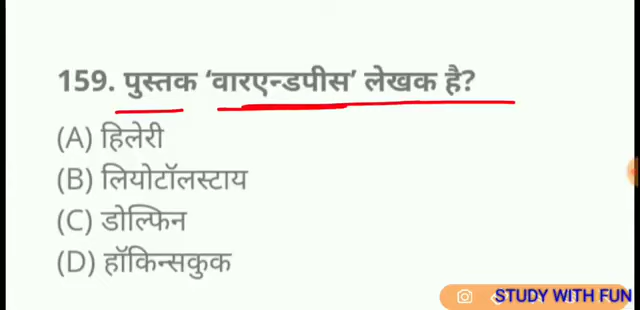 159. पुस्तक ‘वारएन्डपीस’ लेखक है?
(A) हिलेरी
(B) लियोटॉलस्टाय
(C) डोल्फिन
(D) हॉकिन्सकुक
STUDY WITH FUN